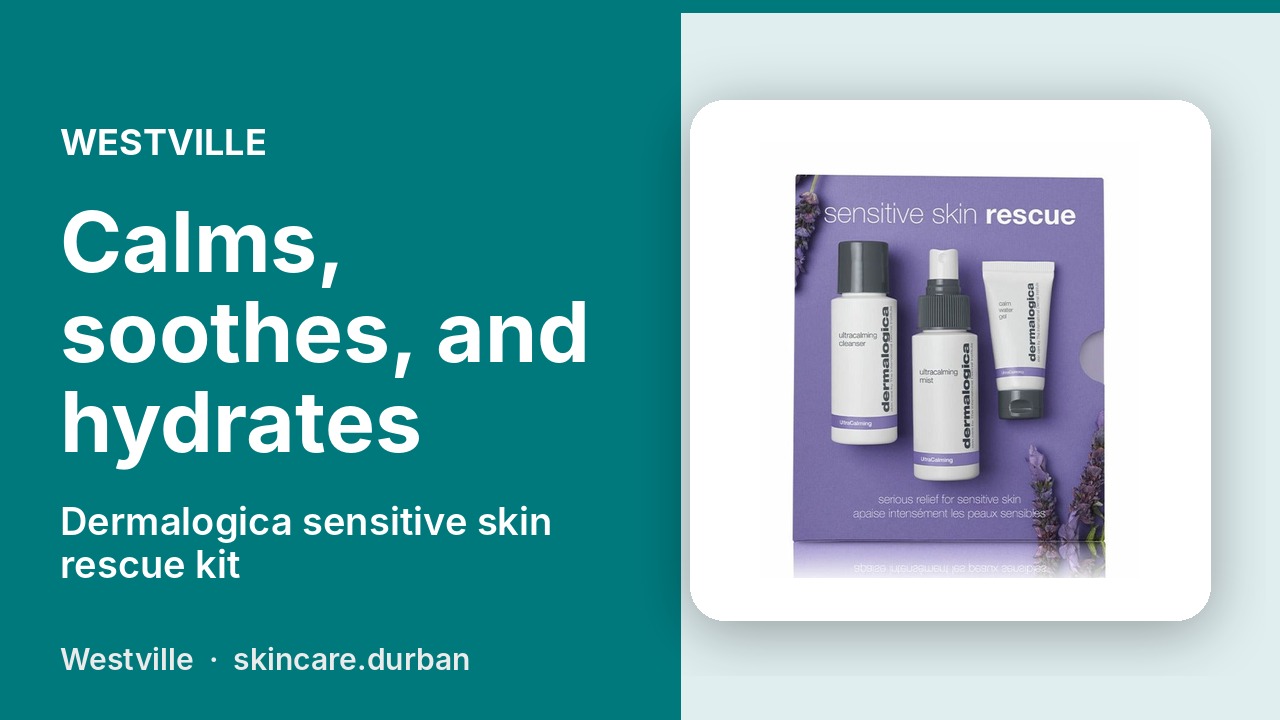 WESTVILLE
Calms,
soothes, and
hydrates
Dermalogica sensitive skin
rescue kit
Westville · skincare.durban
sensitive skin rescue
ultracalming
cleanser
dermalogica
UltraCalming
ultracalming
mist
dermalogica
UltraCalming
calm
water
gel
dermalogica
ultracalming
serious relief for sensitive skin
apaise intensément les peaux sensibles